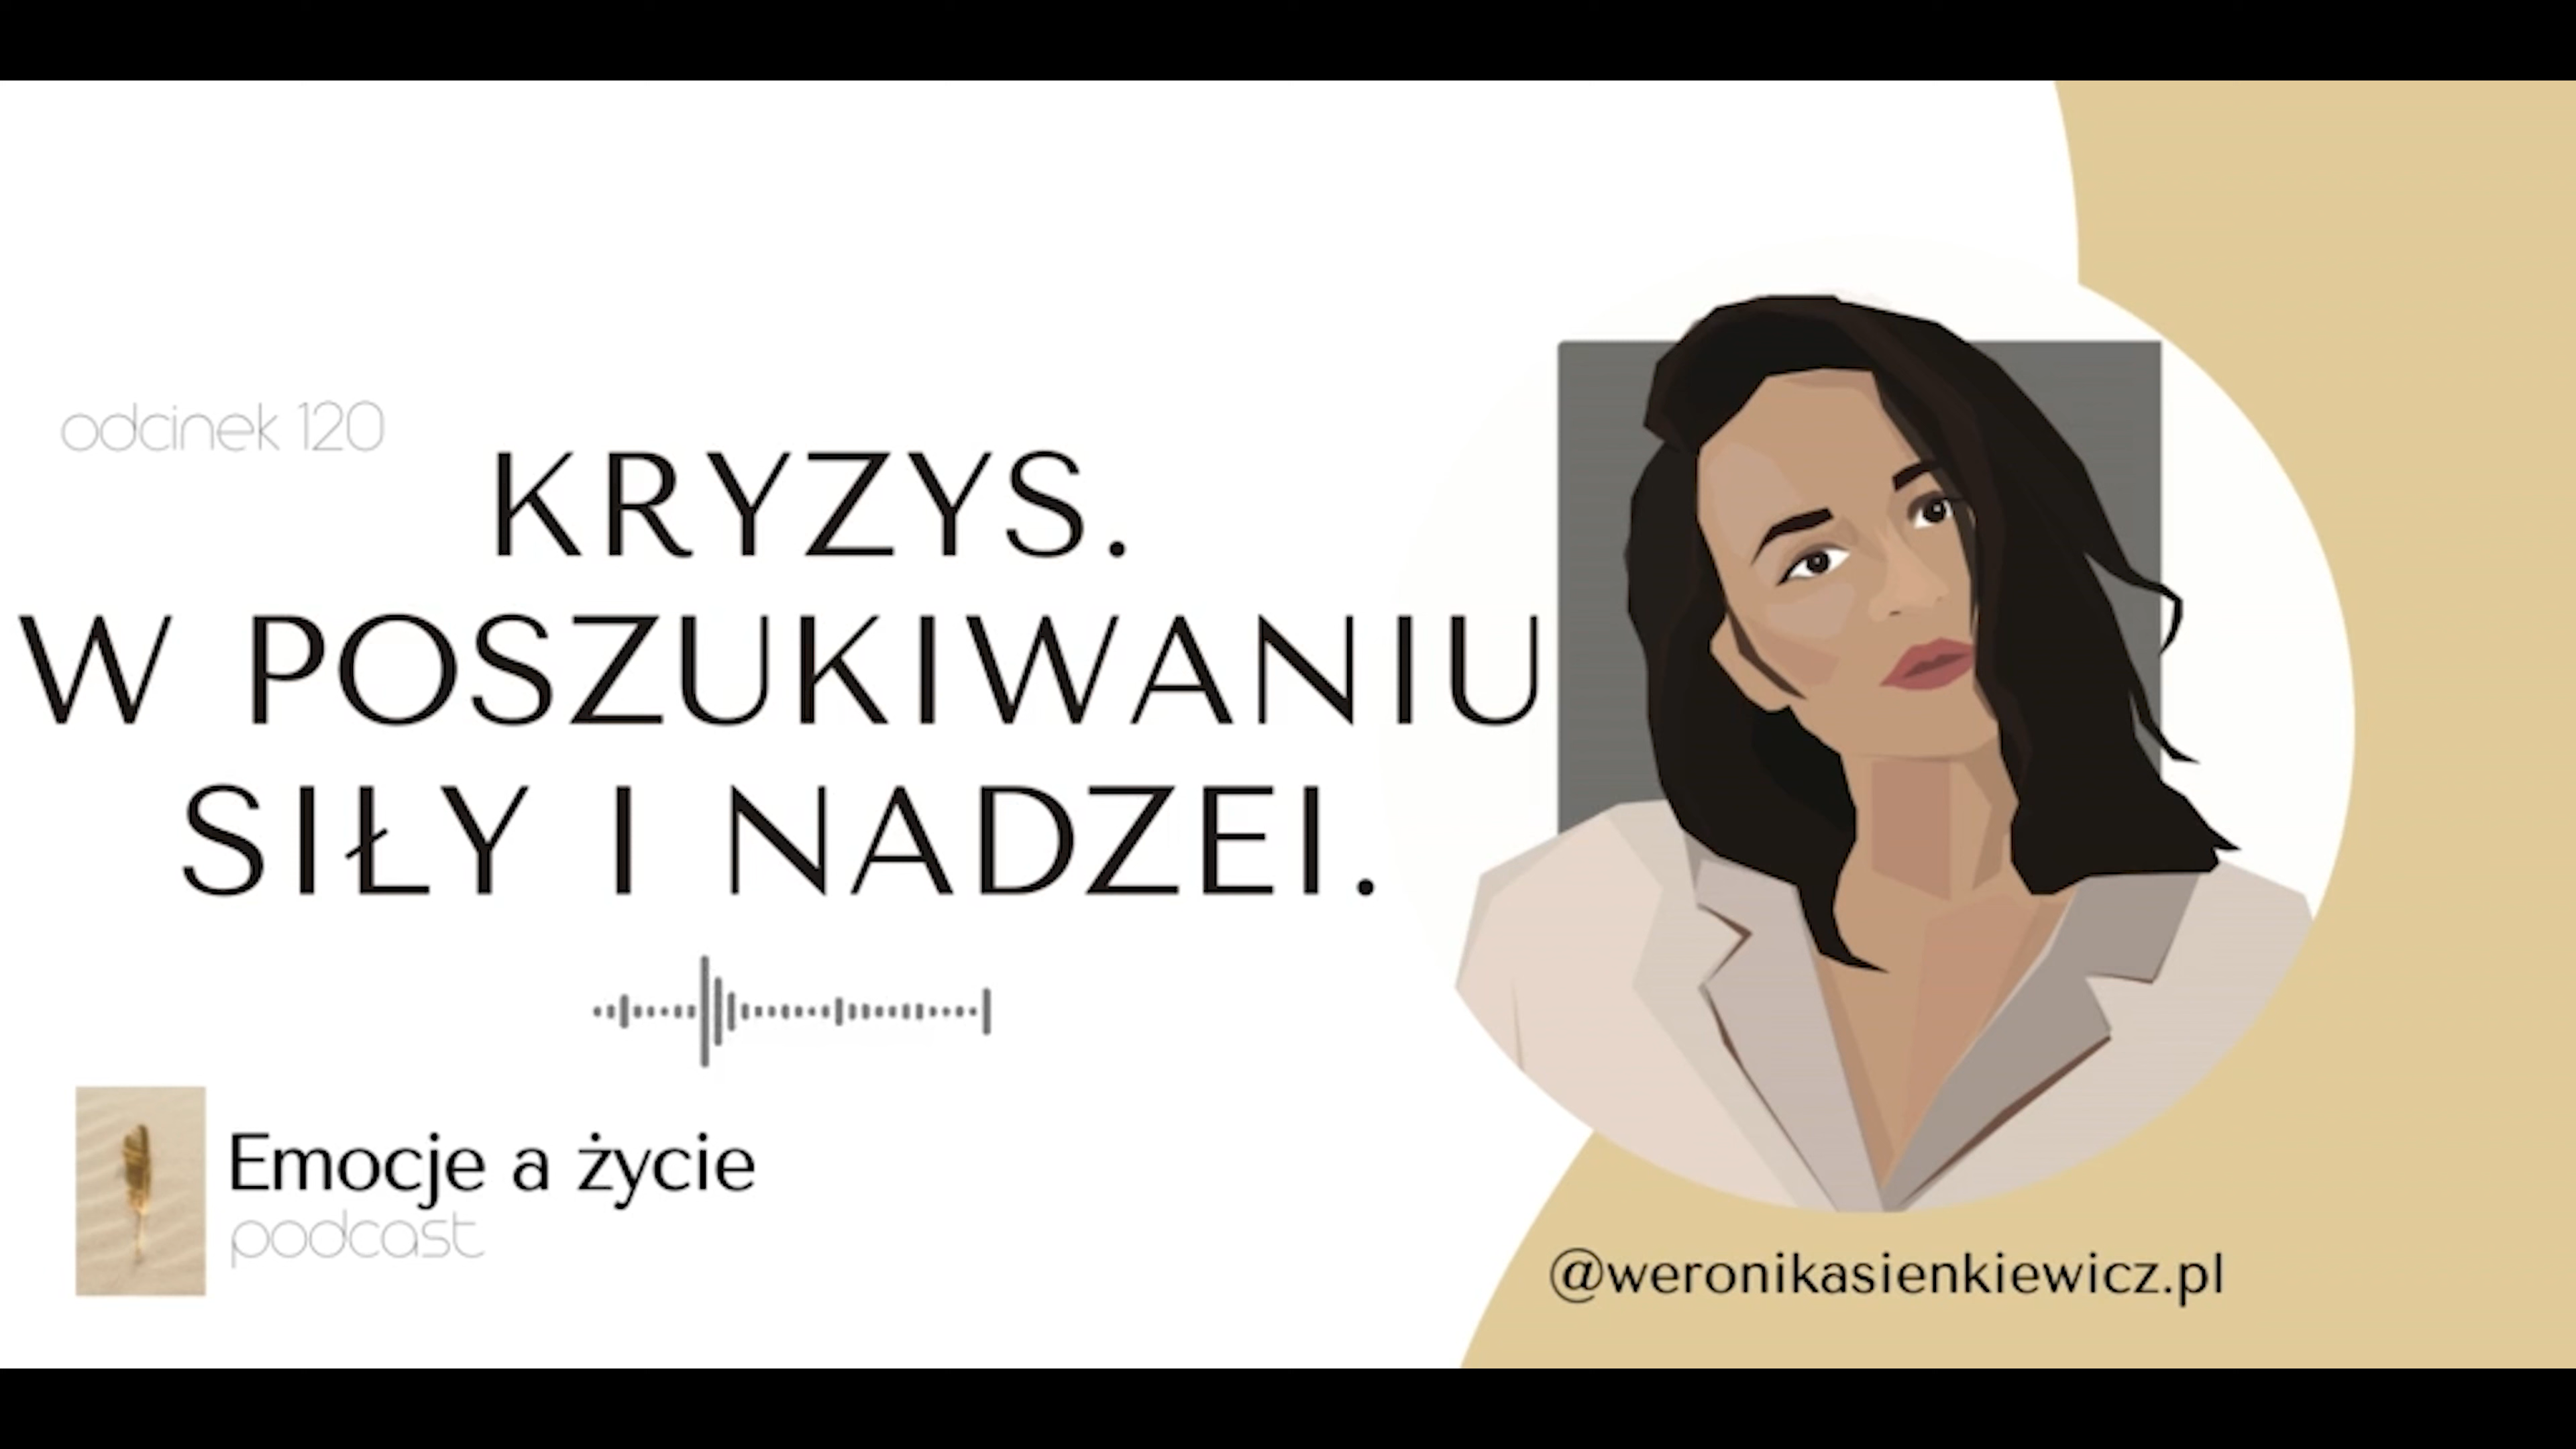 odcinek 120
KRYZYS.
W POSZUKIWANIU
SIŁY I NADZEI.
Emocje a życie
podcast
@weronikasienkiewicz.pl